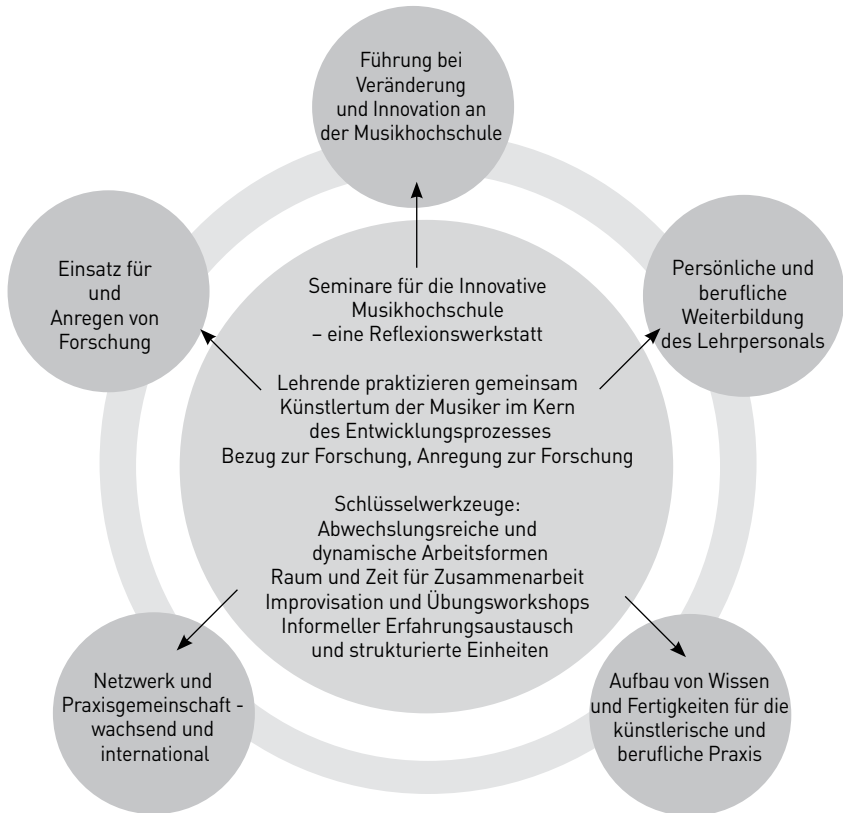 Führung bei
Veränderung
und Innovation an
der Musikhochschule
Einsatz für
und
Anregen von
Forschung
Persönliche und
berufliche
Weiterbildung
des Lehrpersonals
Seminare für die Innovative
Musikhochschule
– eine Reflexionswerkstatt
Lehrende praktizieren gemeinsam
Künstlertum der Musiker im Kern
des Entwicklungsprozesses
Bezug zur Forschung, Anregung zur Forschung
Schlüsselwerkzeuge:
Abwechslungsreiche und
dynamische Arbeitsformen
Raum und Zeit für Zusammenarbeit
Improvisation und Übungsworkshops
Informeller Erfahrungsaustausch
und strukturierte Einheiten
Netzwerk und
Praxisgemeinschaft -
wachsend und
international
Aufbau von Wissen
und Fertigkeiten für die
künstlerische und
berufliche Praxis